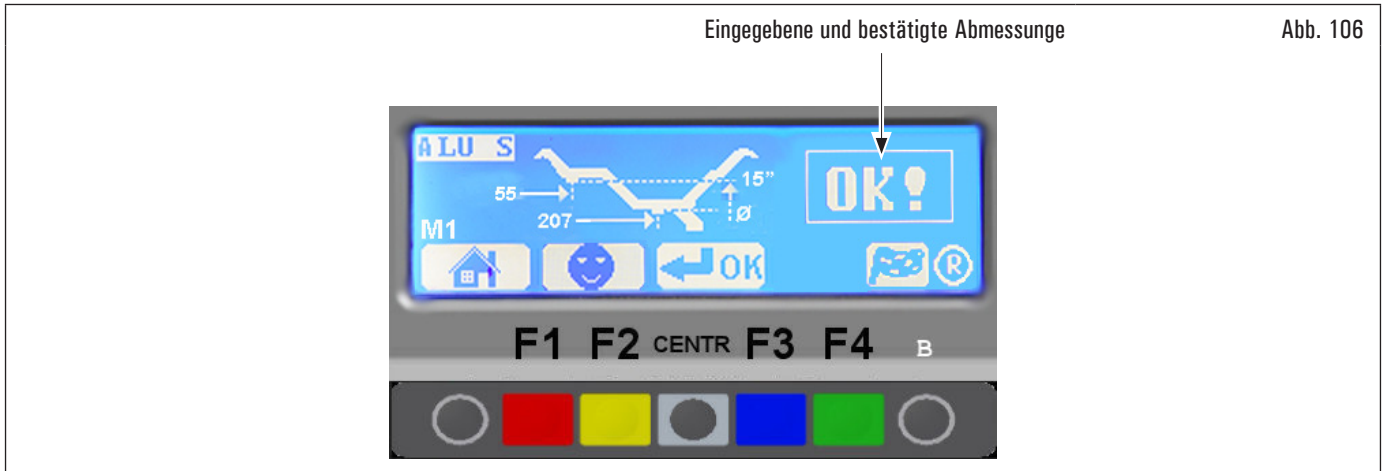 Eingegebene und bestätigte Abmessunge
Abb. 106
ALU S
OK!
15"
55
207
Ø
M1
OK
®
F1 F2 CENTR F3 F4 B